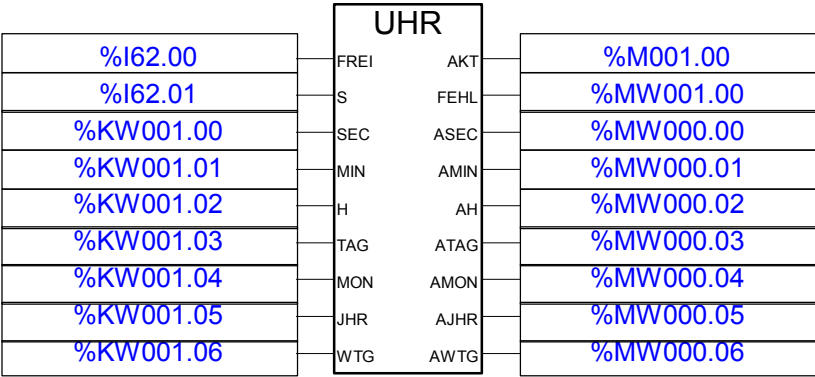 UHR
%I62.00 FREI AKT %M001.00
%I62.01 S FEHL %MW001.00
%KW001.00 SEC ASEC %MW000.00
%KW001.01 MIN AMIN %MW000.01
%KW001.02 H AH %MW000.02
%KW001.03 TAG ATAG %MW000.03
%KW001.04 MON AMON %MW000.04
%KW001.05 JHR AJHR %MW000.05
%KW001.06 WTG AWTG %MW000.06